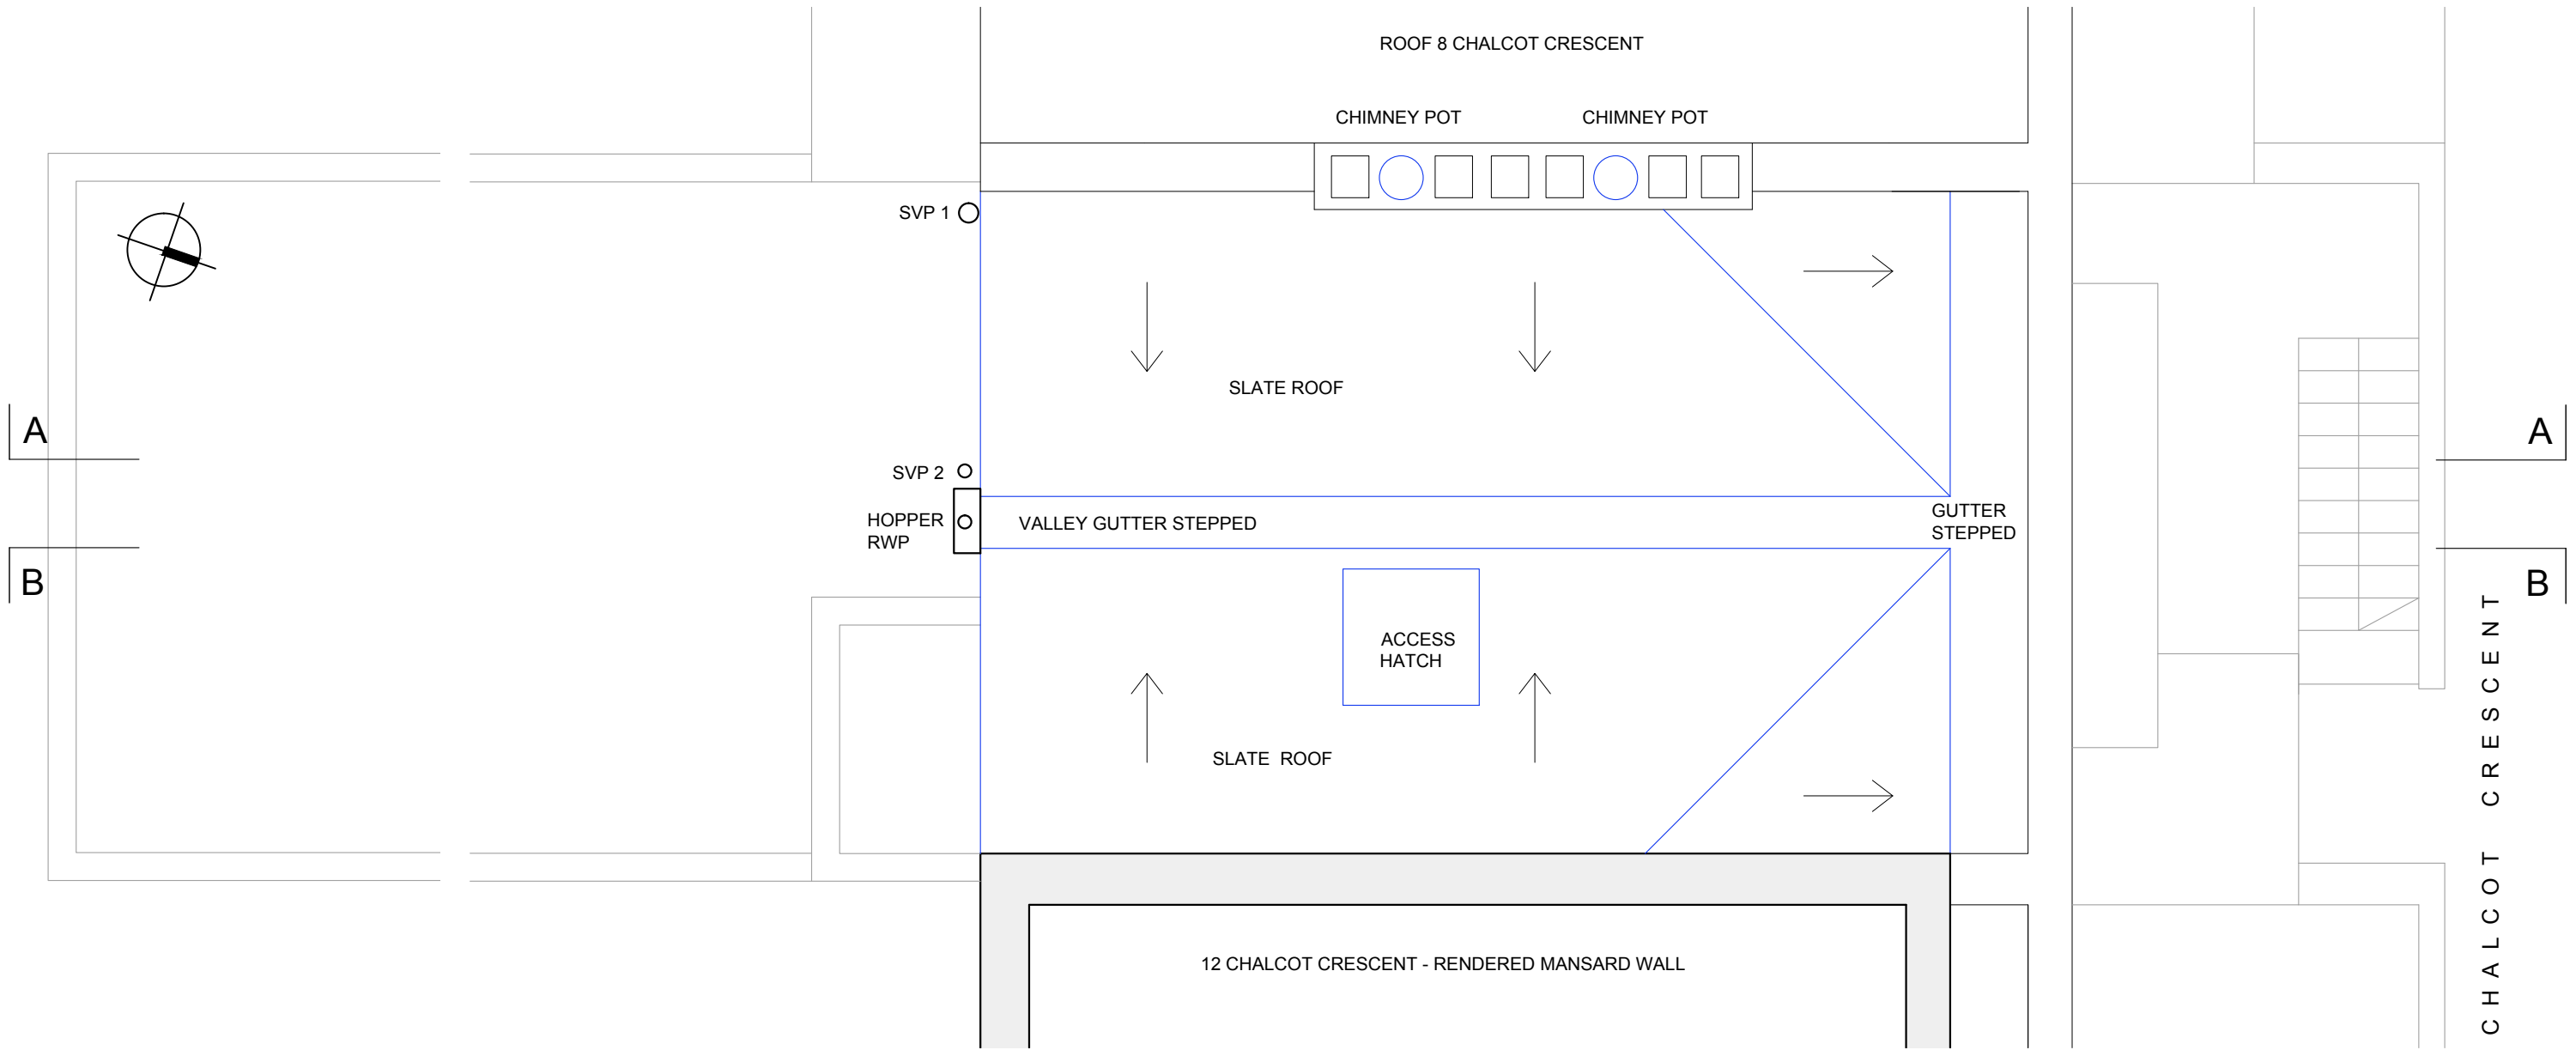 ROOF 8 CHALCOT CRESCENT
CHIMNEY POT
CHIMNEY POT
SVP 1
SLATE ROOF
A
A
SVP 2
HOPPER
RWP
VALLEY GUTTER STEPPED
GUTTER
STEPPED
B
B
ACCESS
HATCH
SLATE  ROOF
CHALCOT CRESCENT
12 CHALCOT CRESCENT - RENDERED MANSARD WALL